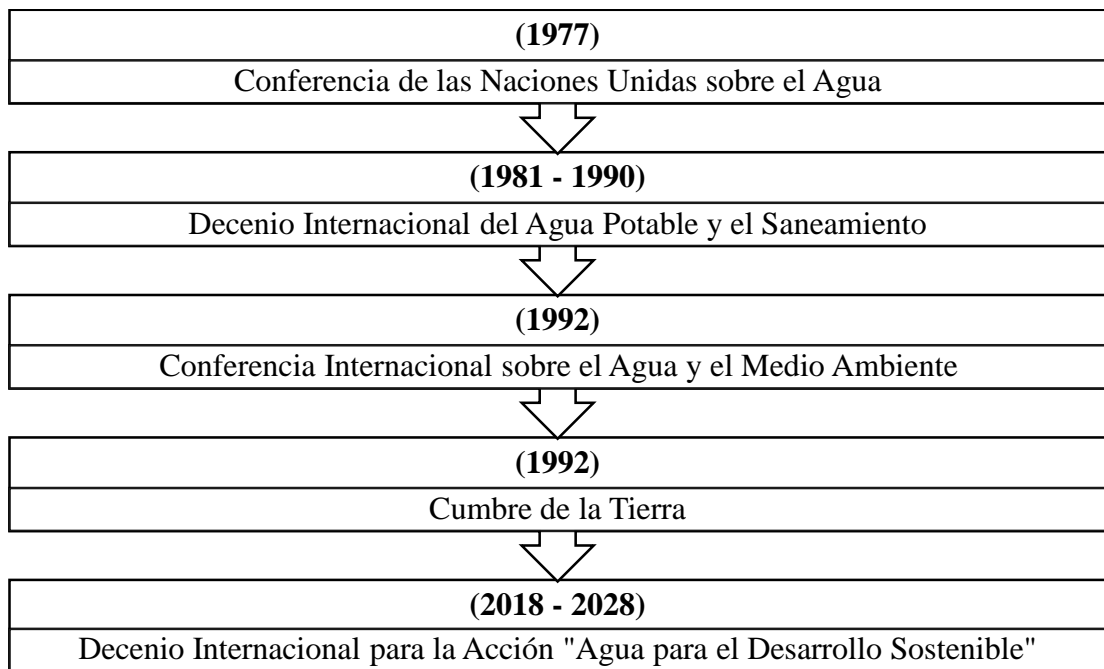 (1977)
Conferencia de las Naciones Unidas sobre el Agua
(1981 - 1990)
Decenio Internacional del Agua Potable y el Saneamiento
(1992)
Conferencia Internacional sobre el Agua y el Medio Ambiente
(1992)
Cumbre de la Tierra
(2018 - 2028)
Decenio Internacional para la Acción "Agua para el Desarrollo Sostenible"